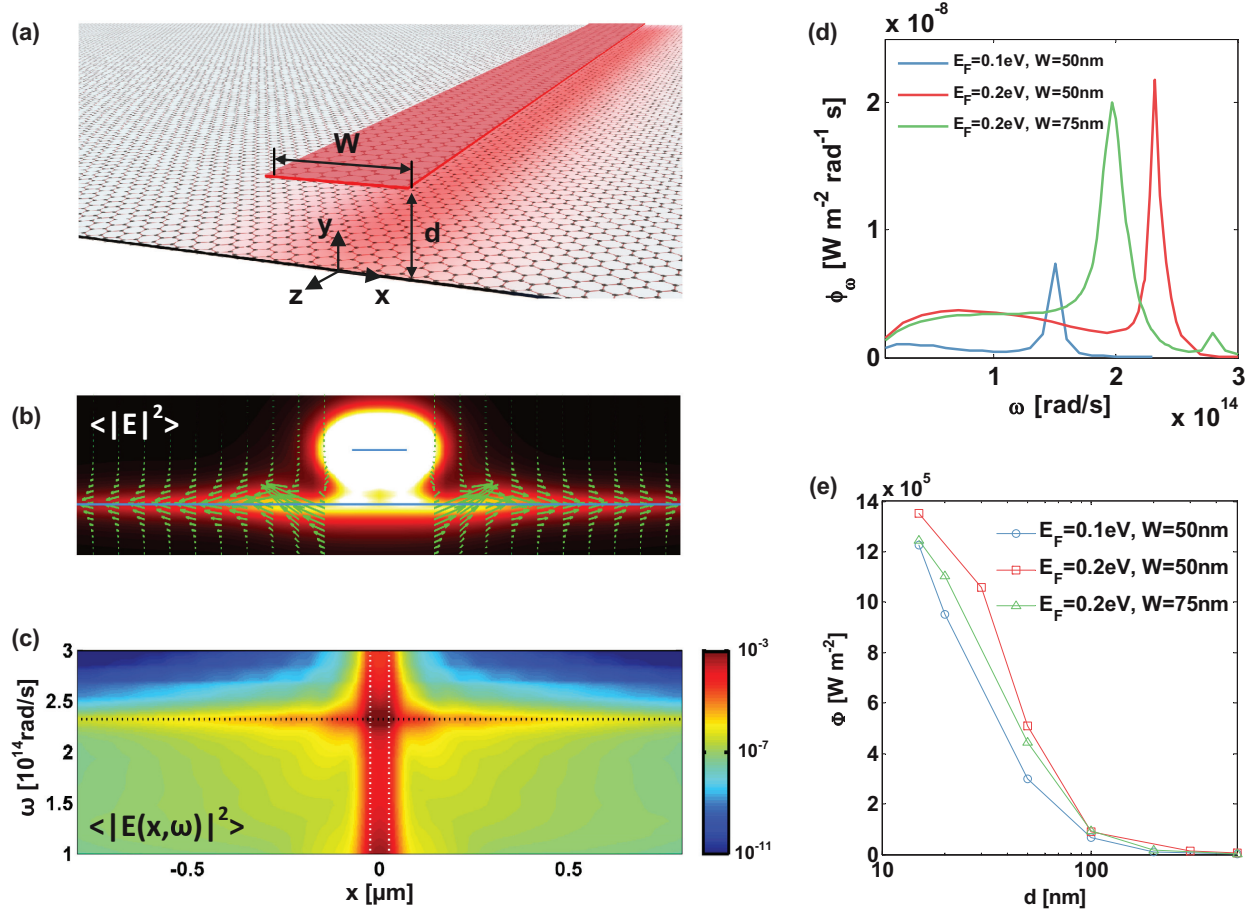 (a)
W
d
y
z
x
(b)
<|E|²>
(c)
3
2.5
2
1.5
1
ω [10¹⁴rad/s]
<|E(x,ω)|²>
-0.5
0
0.5
x [µm]
10⁻³
10⁻⁷
10⁻¹¹
(d)
x 10⁻⁸
E_F=0.1eV, W=50nm
E_F=0.2eV, W=50nm
E_F=0.2eV, W=75nm
2
1
0
ϕ_ω [W m⁻² rad⁻¹ s]
1
2
3
ω [rad/s]
x 10¹⁴
(e)
x 10⁵
14
12
10
8
6
4
2
0
E_F=0.1eV, W=50nm
E_F=0.2eV, W=50nm
E_F=0.2eV, W=75nm
Φ [W m⁻²]
10
100
d [nm]